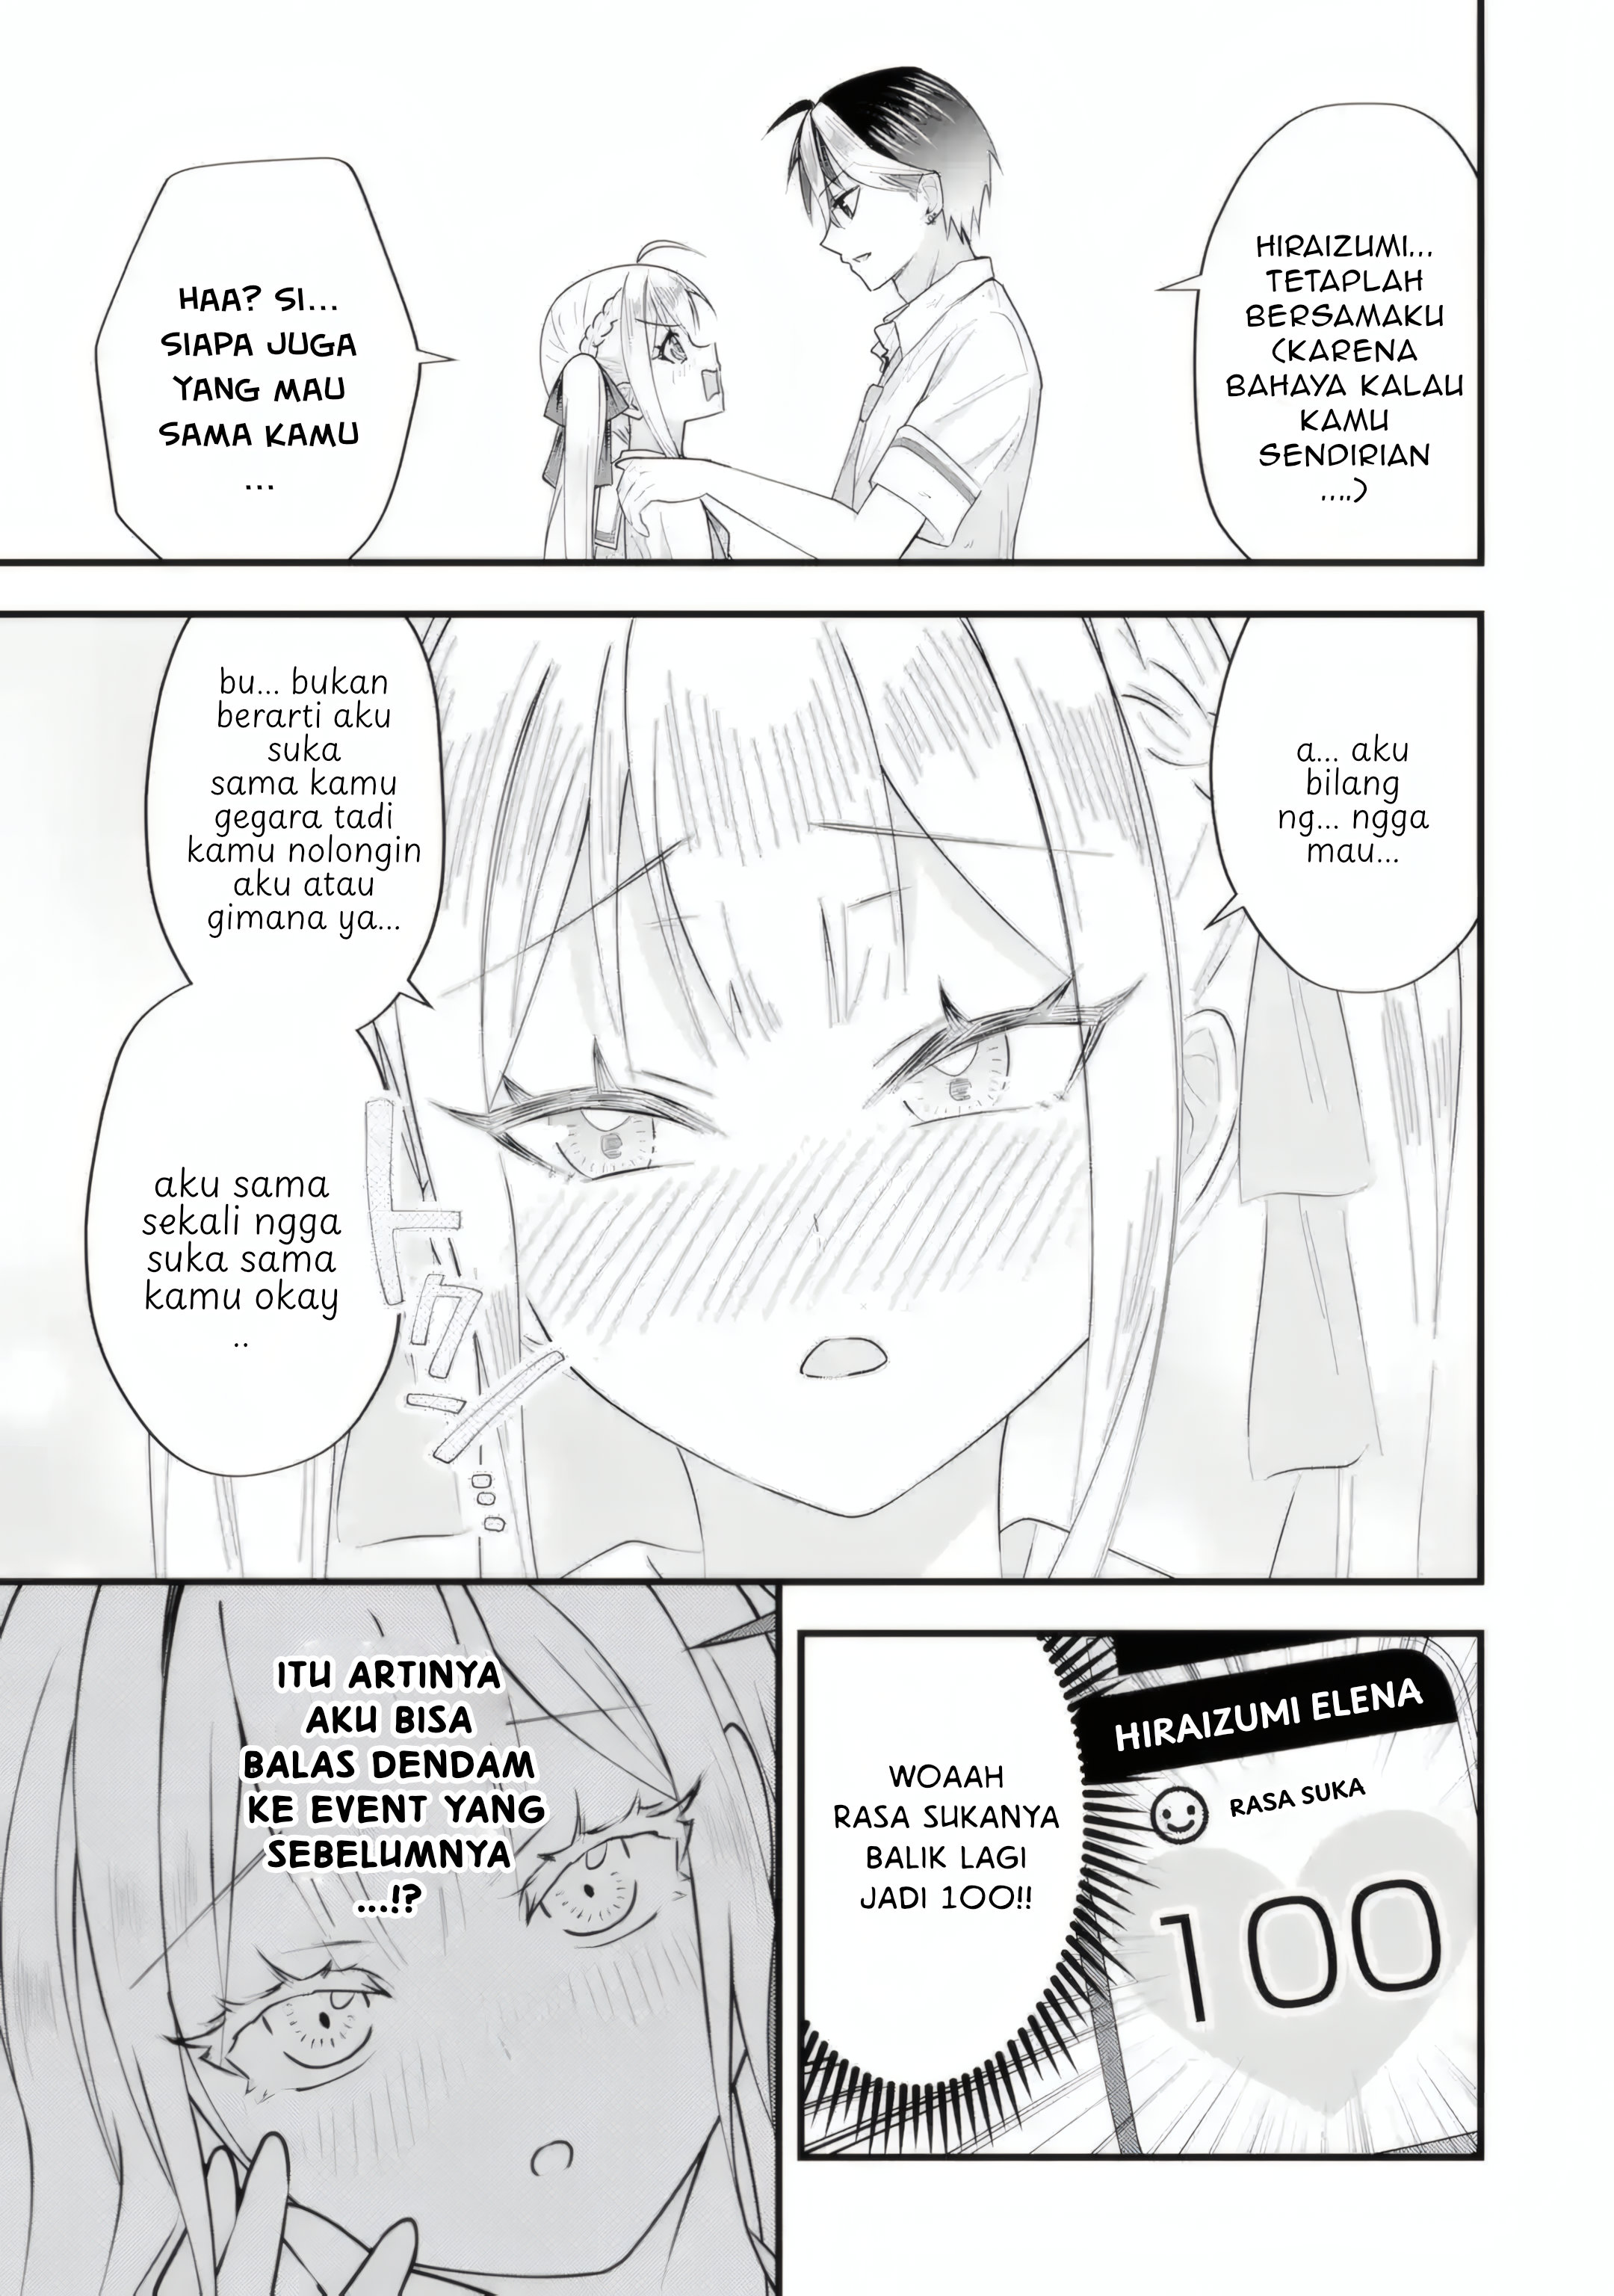 HIRAIZUMI...
TETAPLAH
BERSAMAKU
(KARENA
BAHAYA KALAU
KAMU
SENDIRIAN
....)
HAA? SI...
SIAPA JUGA
YANG MAU
SAMA KAMU
...
a... aku
bilang
ng... ngga
mau...
bu... bukan
berarti aku
suka
sama kamu
gegara tadi
kamu nolongin
aku atau
gimana ya...
aku sama
sekali ngga
suka sama
kamu okay
..
トクン...
HIRAIZUMI ELENA
RASA SUKA
100
WOAAH
RASA SUKANYA
BALIK LAGI
JADI 100!!
ITU ARTINYA
AKU BISA
BALAS DENDAM
KE EVENT YANG
SEBELUMNYA
...!?